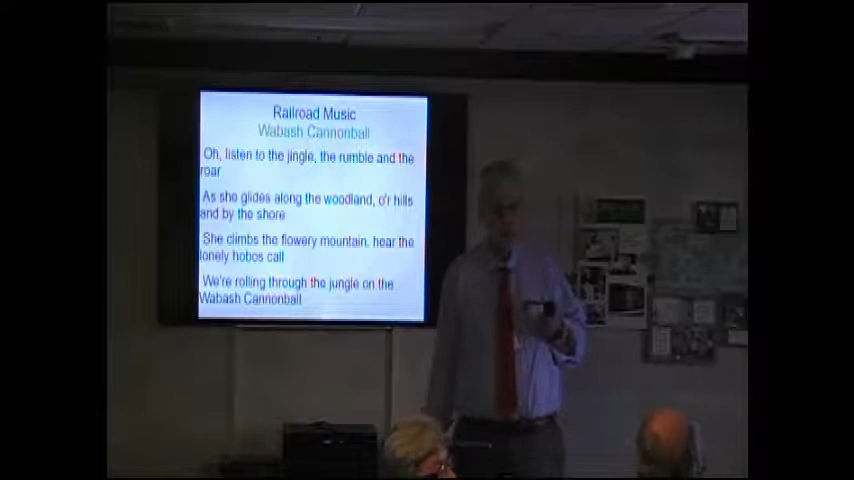 Railroad Music
Wabash Cannonball
Oh, listen to the jingle, the rumble and the
roar
As she glides along the woodland, o'r hills
and by the shore
She climbs the flowery mountain, hear the
lonely hobos call
We're rolling through the jungle on the
Wabash Cannonball